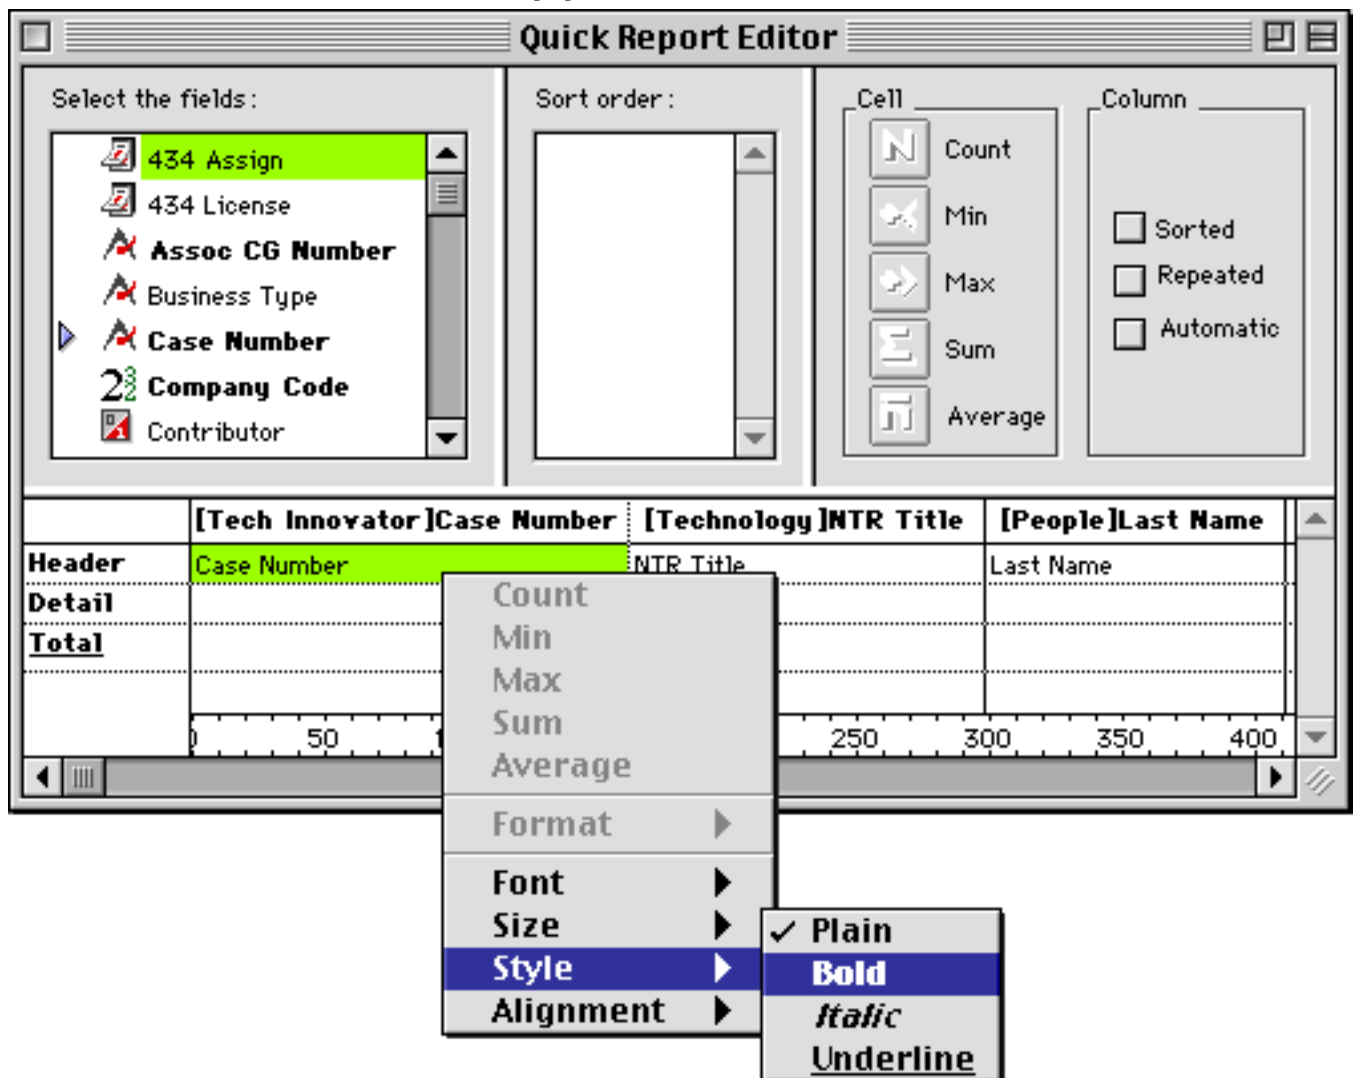 Quick Report Editor
Select the fields:
Sort order:
Cell
Column
434 Assign
434 License
Assoc CG Number
Business Type
Case Number
Company Code
Contributor
Count
Min
Max
Sum
Average
Sorted
Repeated
Automatic
[Tech Innovator]Case Number [Technology]NTR Title [People]Last Name
Header Case Number NTR Title Last Name
Detail
Total
50 250 300 350 400
Count
Min
Max
Sum
Average
Format
Font
Size
Style
Alignment
✓ Plain
Bold
Italic
Underline